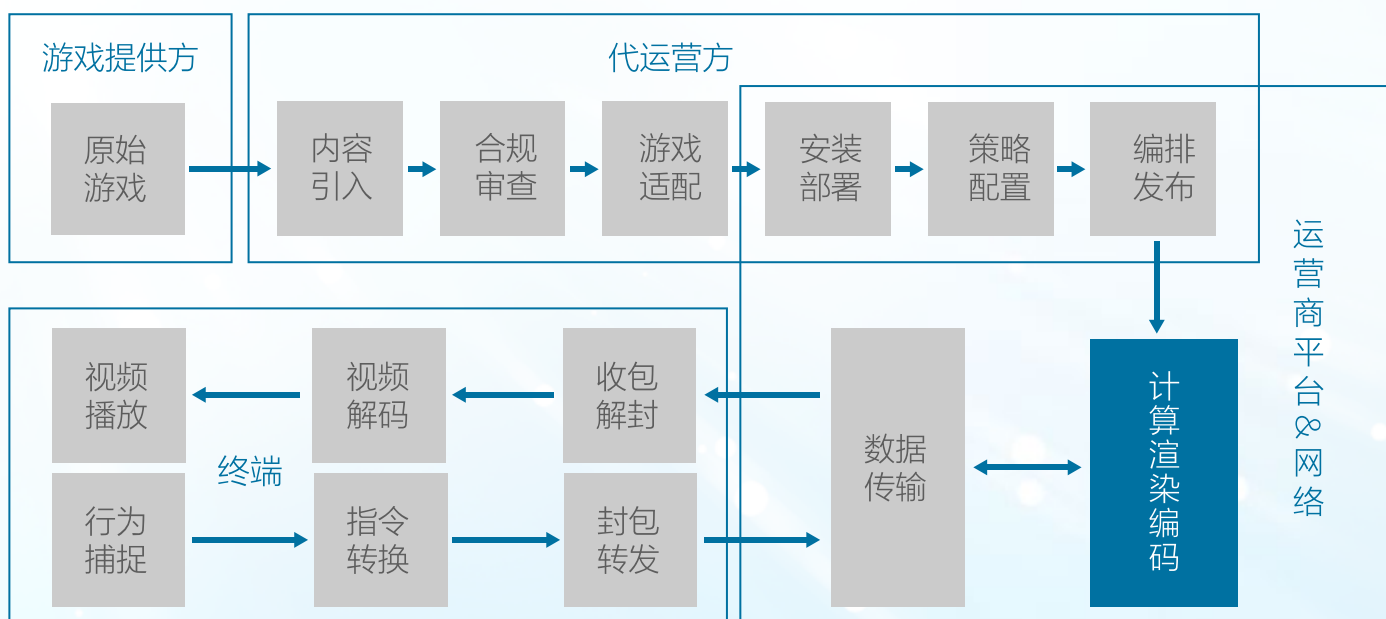 游戏提供方
代运营方
原始
游戏
内容
引入
合规
审查
游戏
适配
安装
部署
策略
配置
编排
发布
运营商平台&网络
视频
播放
视频
解码
收包
解封
数据
传输
计算渲染编码
终端
行为
捕捉
指令
转换
封包
转发